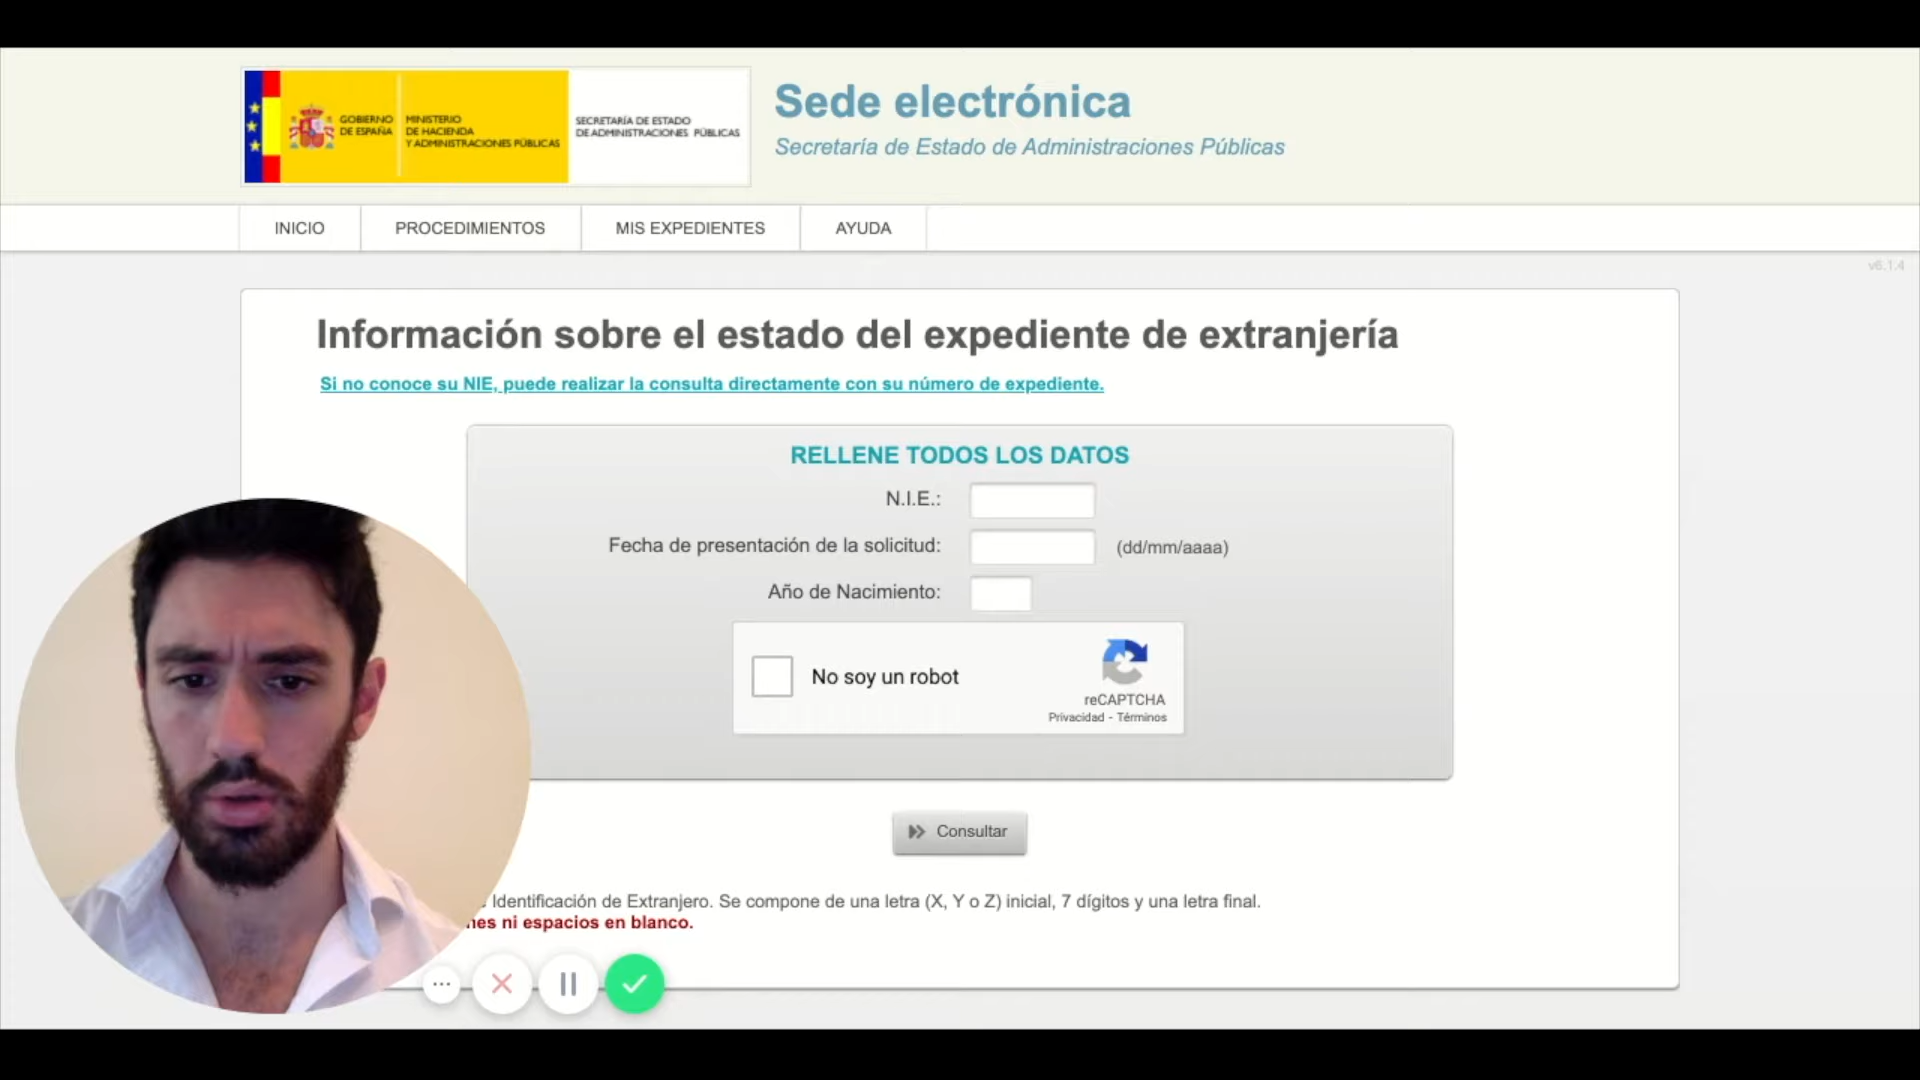 GOBIERNO
DE ESPAÑA
MINISTERIO
DE HACIENDA
Y ADMINISTRACIONES PÚBLICAS
SECRETARÍA DE ESTADO
DE ADMINISTRACIONES PÚBLICAS
Sede electrónica
Secretaría de Estado de Administraciones Públicas
INICIO PROCEDIMIENTOS MIS EXPEDIENTES AYUDA
v6.1.4
Información sobre el estado del expediente de extranjería
Si no conoce su NIE, puede realizar la consulta directamente con su número de expediente.
RELLENE TODOS LOS DATOS
N.I.E.:
Fecha de presentación de la solicitud: (dd/mm/aaaa)
Año de Nacimiento:
No soy un robot
reCAPTCHA
Privacidad - Términos
Consultar
Identificación de Extranjero. Se compone de una letra (X, Y o Z) inicial, 7 dígitos y una letra final.
ni espacios en blanco.